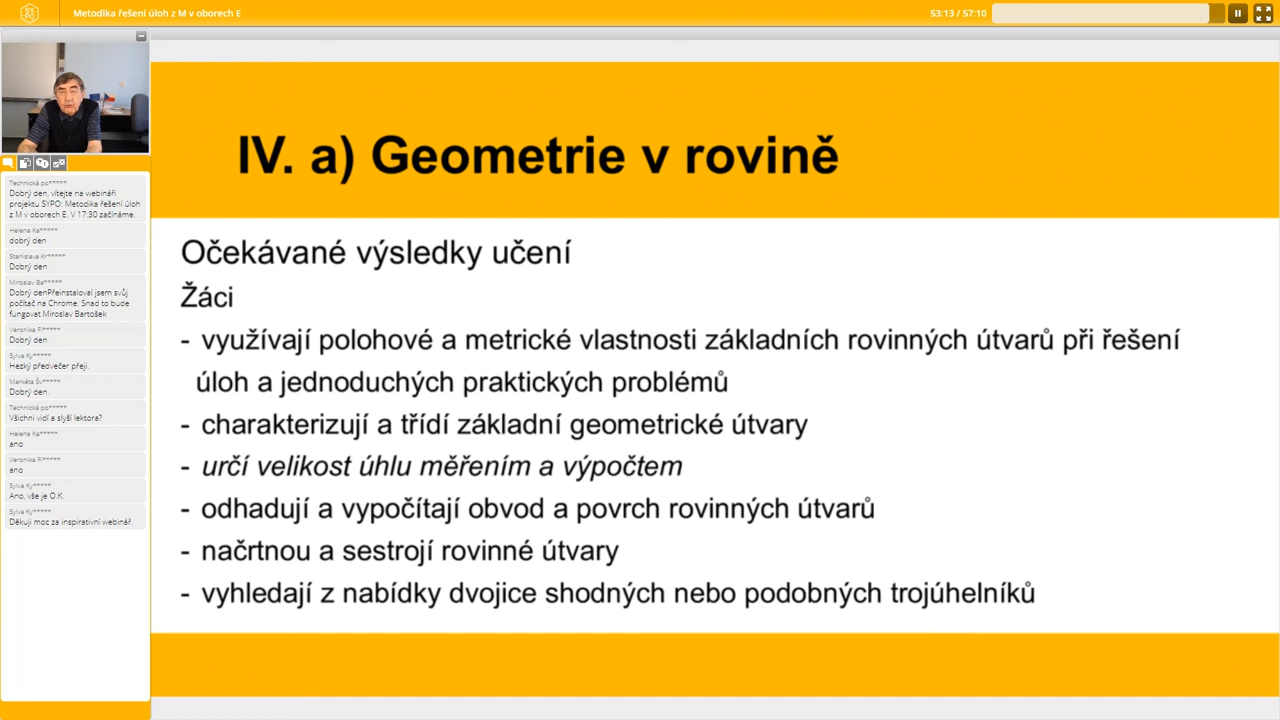 SY
PO
Metodika řešení úloh z M v oborech E
53:13 / 57:10
Technická po*****
Dobrý den, vítejte na webináři
projektu SYPO: Metodika řešení úloh
z M v oborech E. V 17:30 začínáme.
Helena Ka*****
dobrý den
Stanislava Kr*****
Dobrý den
Miroslav Ba*****
Dobrý denPřeinstaloval jsem svůj
počítač na Chrome. Snad to bude
fungovat.Miroslav Bartošek
Veronika Fi*****
Dobrý den
Sylva Ky*****
Hezký předvečer přeji.
Markéta Šv*****
Dobrý den.
Technická po*****
Všichni vidí a slyší lektora?
Helena Ka*****
ano
Veronika Fi*****
ano
Sylva Ky*****
Ano, vše je O.K.
Sylva Ky*****
Děkuji moc za inspirativní webinář.
IV. a) Geometrie v rovině
Očekávané výsledky učení
Žáci
- využívají polohové a metrické vlastnosti základních rovinných útvarů při řešení
úloh a jednoduchých praktických problémů
- charakterizují a třídí základní geometrické útvary
- určí velikost úhlu měřením a výpočtem
- odhadují a vypočítají obvod a povrch rovinných útvarů
- načrtnou a sestrojí rovinné útvary
- vyhledají z nabídky dvojice shodných nebo podobných trojúhelníků